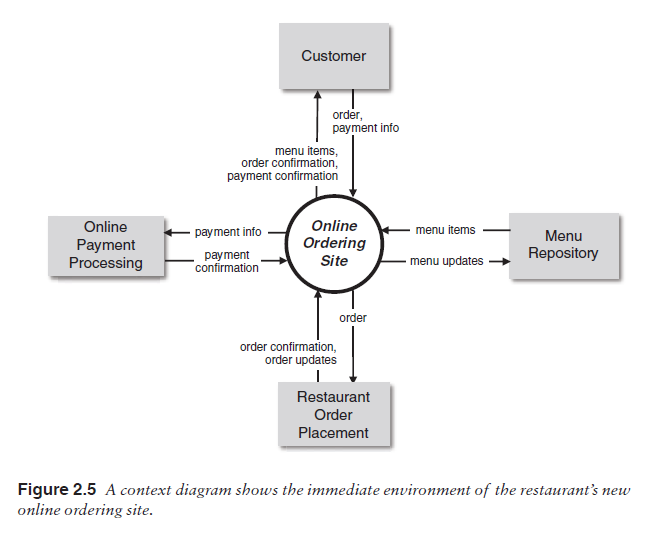 Customer
order,
payment info
menu items,
order confirmation,
payment confirmation
Online
Payment
Processing
payment info
payment
confirmation
Online
Ordering
Site
menu items
menu updates
Menu
Repository
order
order confirmation,
order updates
Restaurant
Order
Placement
Figure 2.5 A context diagram shows the immediate environment of the restaurant's new
online ordering site.